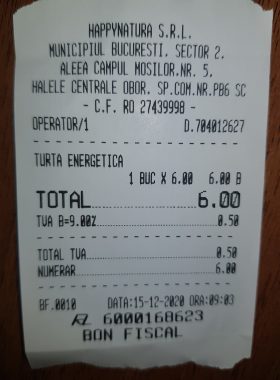 HAPPYNATURA S.R.L.
MUNICIPIUL BUCURESTI, SECTOR 2,
ALEEA CAMPUL MOSILOR,NR. 5,
HALELE CENTRALE OBOR, SP.COM.NR.PB6 SC
- C.F. RO 27439998 -
OPERATOR/1 D.704012627
TURTA ENERGETICA
1 BUC X 6.00 6.00 B
TOTAL 6.00
TVA B=9.00% 0.50
TOTAL TVA 0.50
NUMERAR 6.00
BF.0010 DATA:15-12-2020 ORA:09:03
6000168623
BON FISCAL